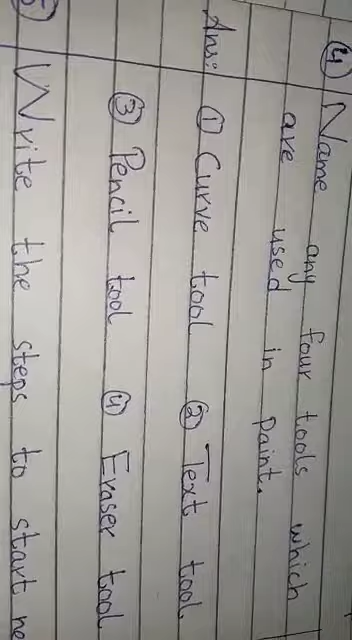 ④ Name any four tools which
are used in paint.
Ans: ① Curve tool ② Text tool
③ Pencil tool ④ Eraser tool
⑤ Write the steps to start